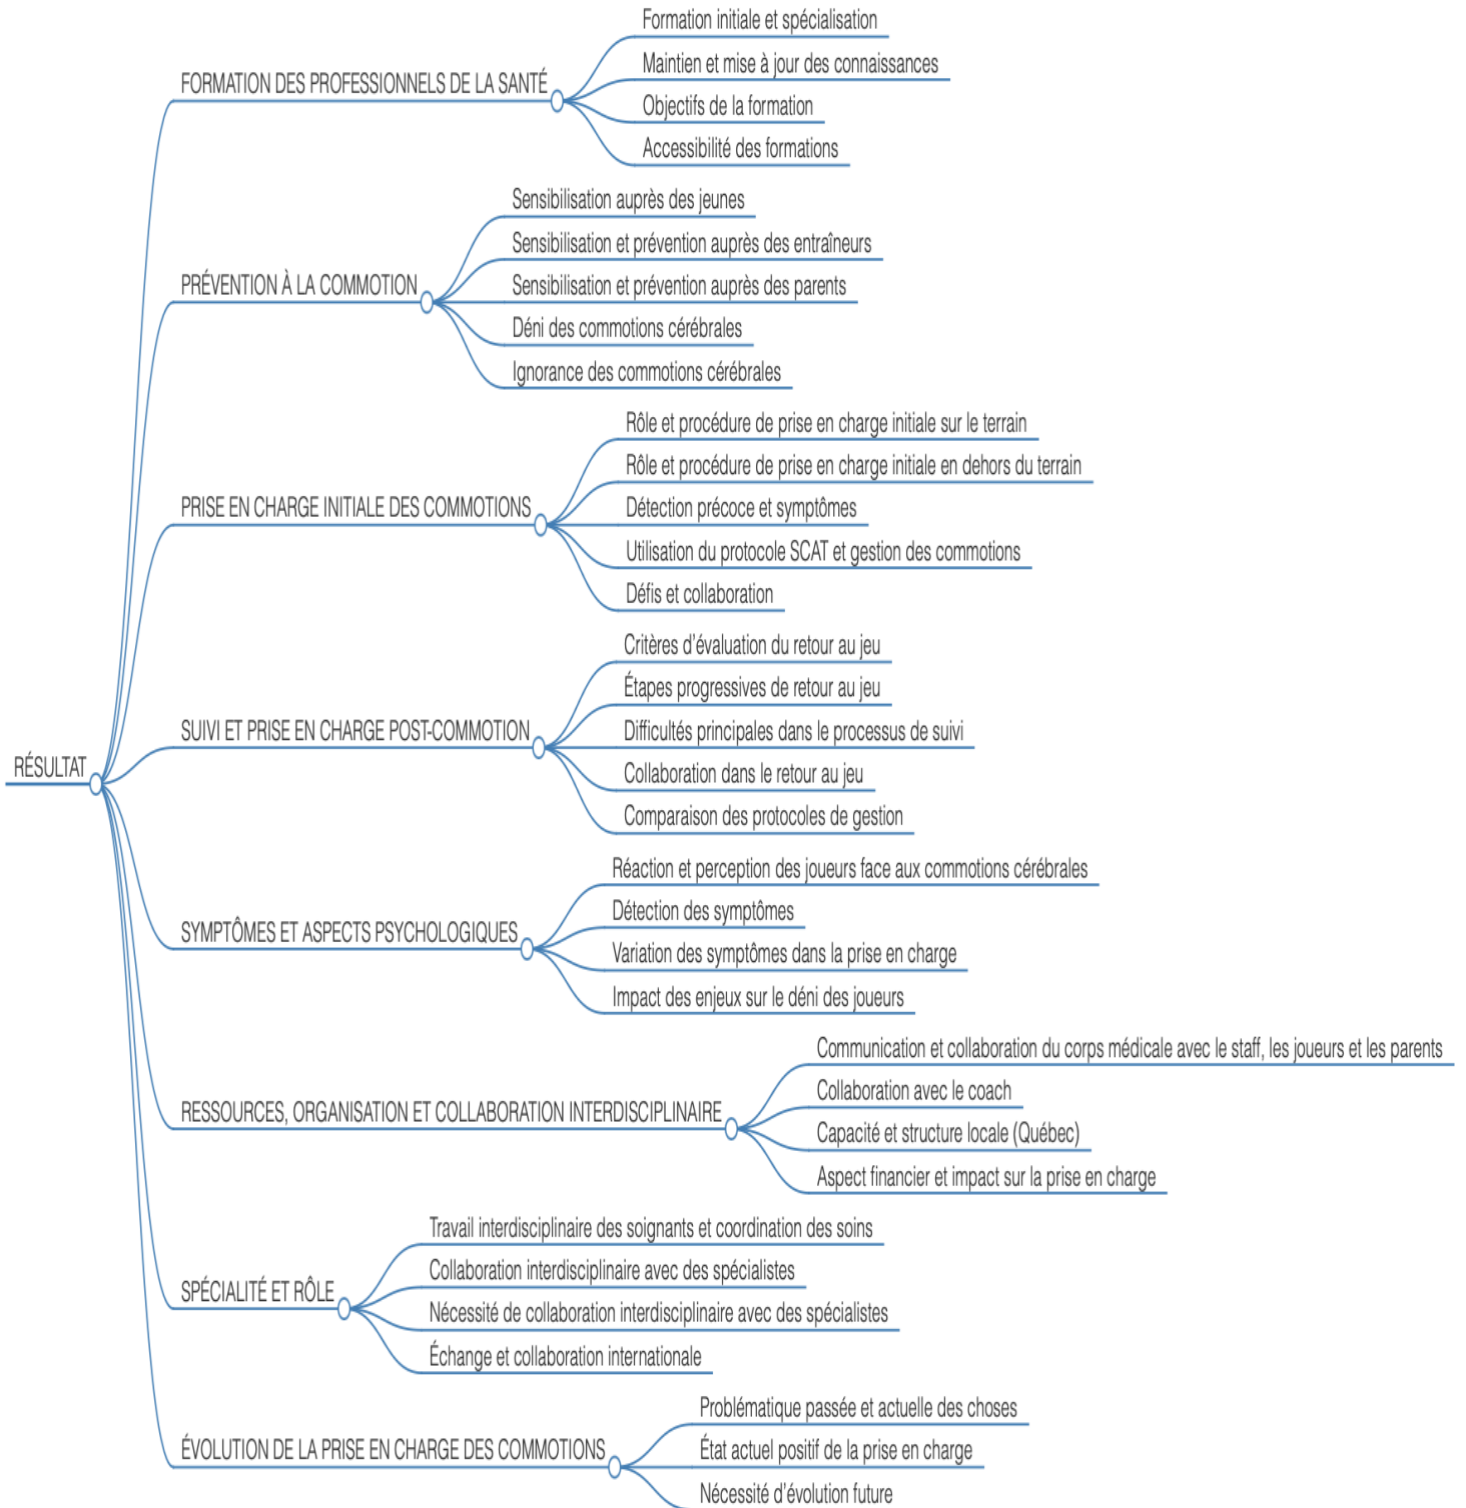 RÉSULTAT
FORMATION DES PROFESSIONNELS DE LA SANTÉ
Formation initiale et spécialisation
Maintien et mise à jour des connaissances
Objectifs de la formation
Accessibilité des formations
PRÉVENTION À LA COMMOTION
Sensibilisation auprès des jeunes
Sensibilisation et prévention auprès des entraîneurs
Sensibilisation et prévention auprès des parents
Déni des commotions cérébrales
Ignorance des commotions cérébrales
PRISE EN CHARGE INITIALE DES COMMOTIONS
Rôle et procédure de prise en charge initiale sur le terrain
Rôle et procédure de prise en charge initiale en dehors du terrain
Détection précoce et symptômes
Utilisation du protocole SCAT et gestion des commotions
Défis et collaboration
SUIVI ET PRISE EN CHARGE POST-COMMOTION
Critères d'évaluation du retour au jeu
Étapes progressives de retour au jeu
Difficultés principales dans le processus de suivi
Collaboration dans le retour au jeu
Comparaison des protocoles de gestion
SYMPTÔMES ET ASPECTS PSYCHOLOGIQUES
Réaction et perception des joueurs face aux commotions cérébrales
Détection des symptômes
Variation des symptômes dans la prise en charge
Impact des enjeux sur le déni des joueurs
RESSOURCES, ORGANISATION ET COLLABORATION INTERDISCIPLINAIRE
Communication et collaboration du corps médicale avec le staff, les joueurs et les parents
Collaboration avec le coach
Capacité et structure locale (Québec)
Aspect financier et impact sur la prise en charge
SPÉCIALITÉ ET RÔLE
Travail interdisciplinaire des soignants et coordination des soins
Collaboration interdisciplinaire avec des spécialistes
Nécessité de collaboration interdisciplinaire avec des spécialistes
Échange et collaboration internationale
ÉVOLUTION DE LA PRISE EN CHARGE DES COMMOTIONS
Problématique passée et actuelle des choses
État actuel positif de la prise en charge
Nécessité d'évolution future